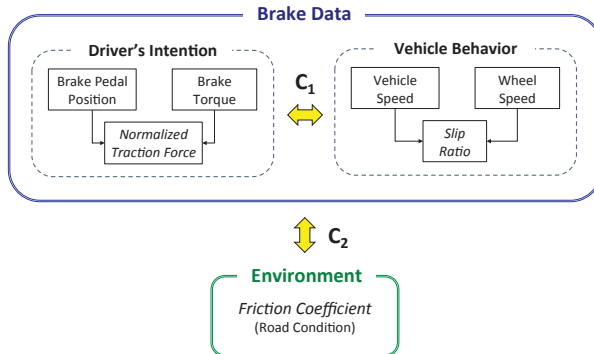 Brake Data
Driver's Intention
Brake Pedal
Position
Brake
Torque
Normalized
Traction Force
C1
Vehicle Behavior
Vehicle
Speed
Wheel
Speed
Slip
Ratio
C2
Environment
Friction Coefficient
(Road Condition)